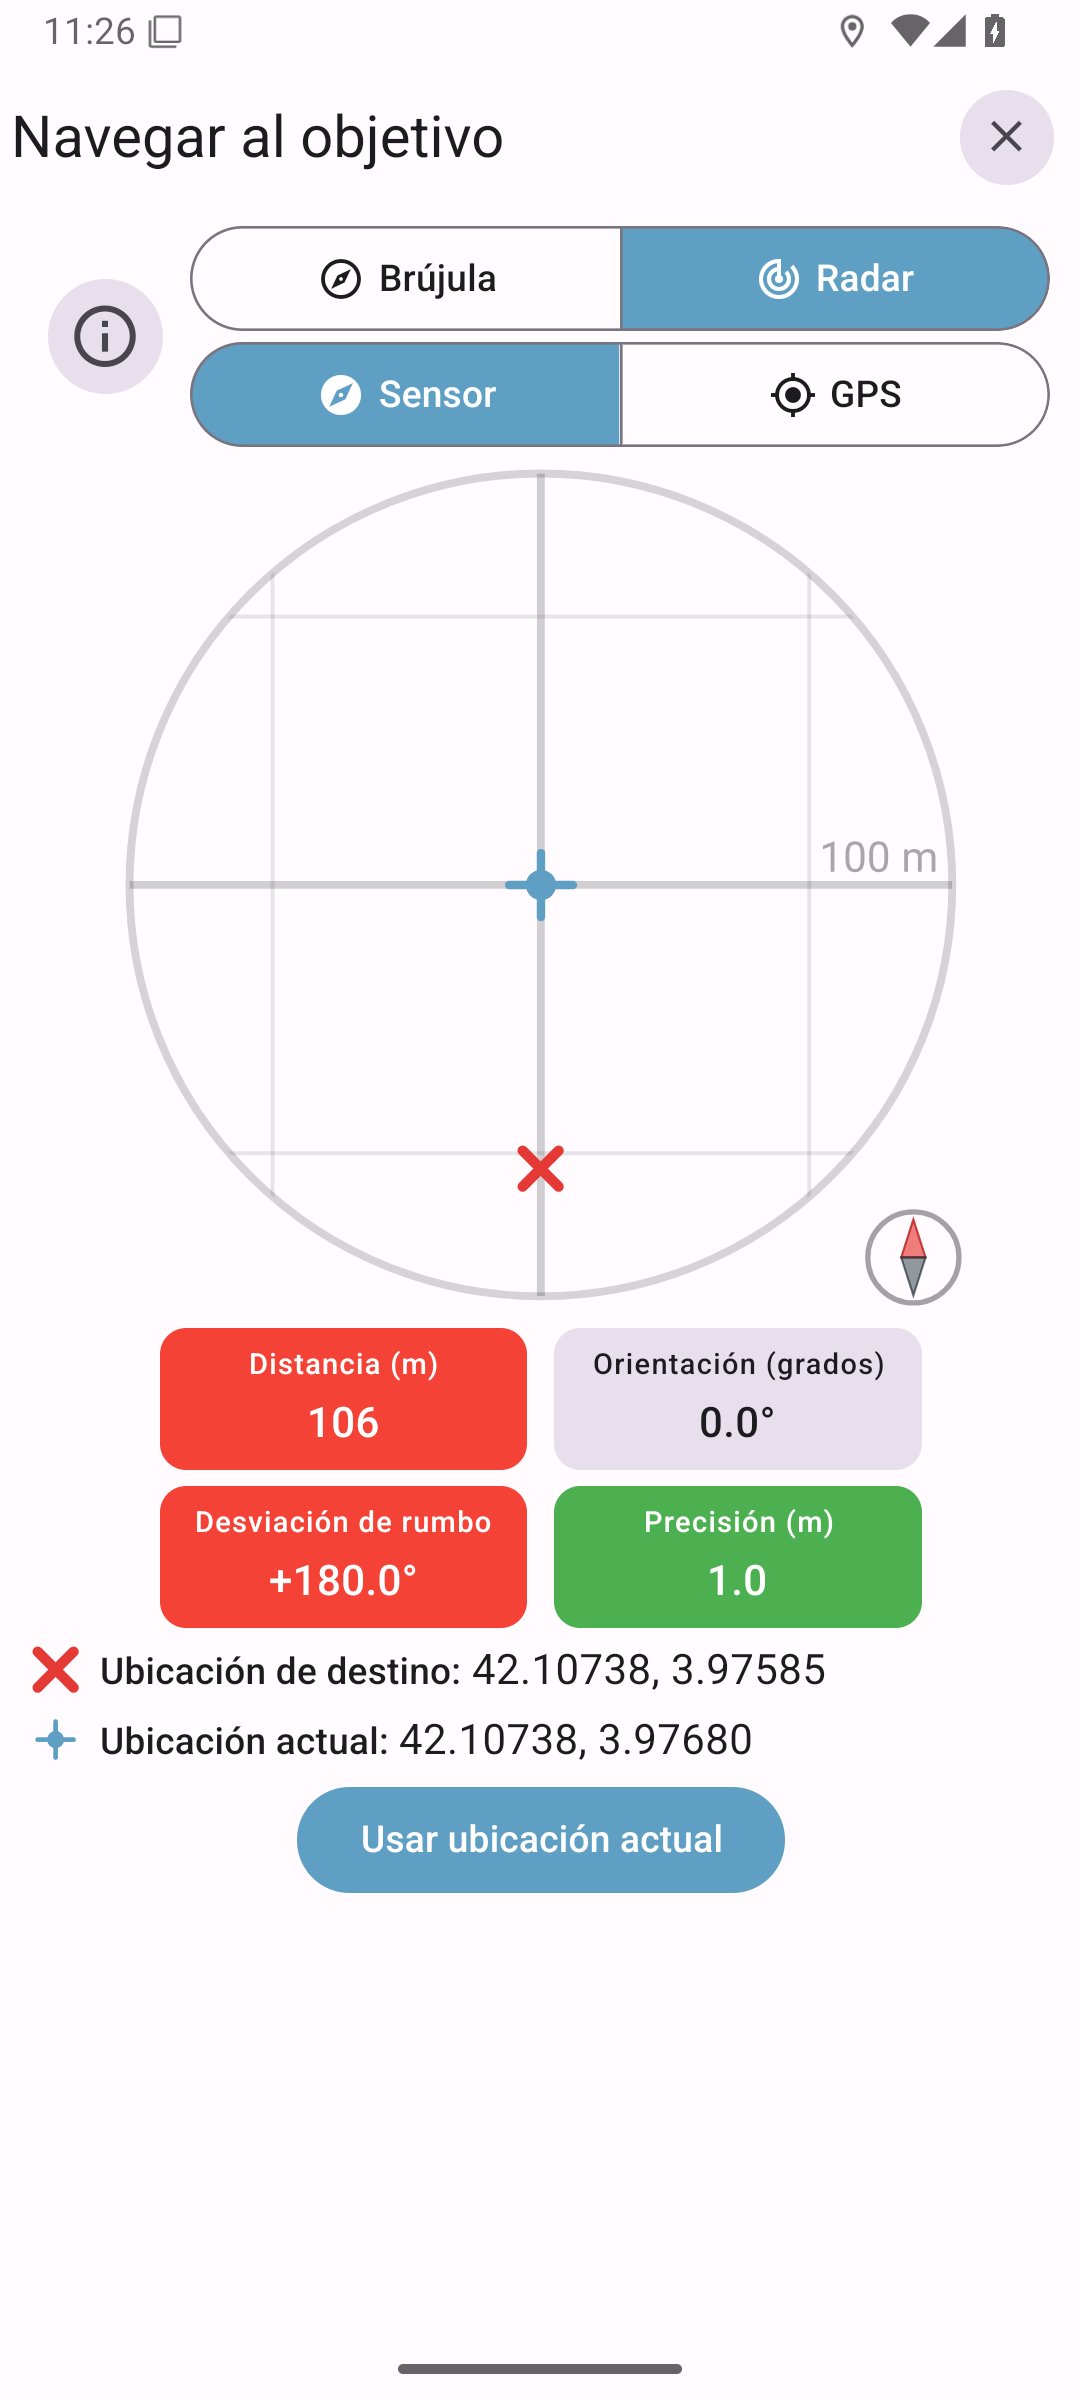 11:26
Navegar al objetivo
Brújula
Radar
Sensor
GPS
100 m
Distancia (m)
106
Orientación (grados)
0.0°
Desviación de rumbo
+180.0°
Precisión (m)
1.0
Ubicación de destino: 42.10738, 3.97585
Ubicación actual: 42.10738, 3.97680
Usar ubicación actual